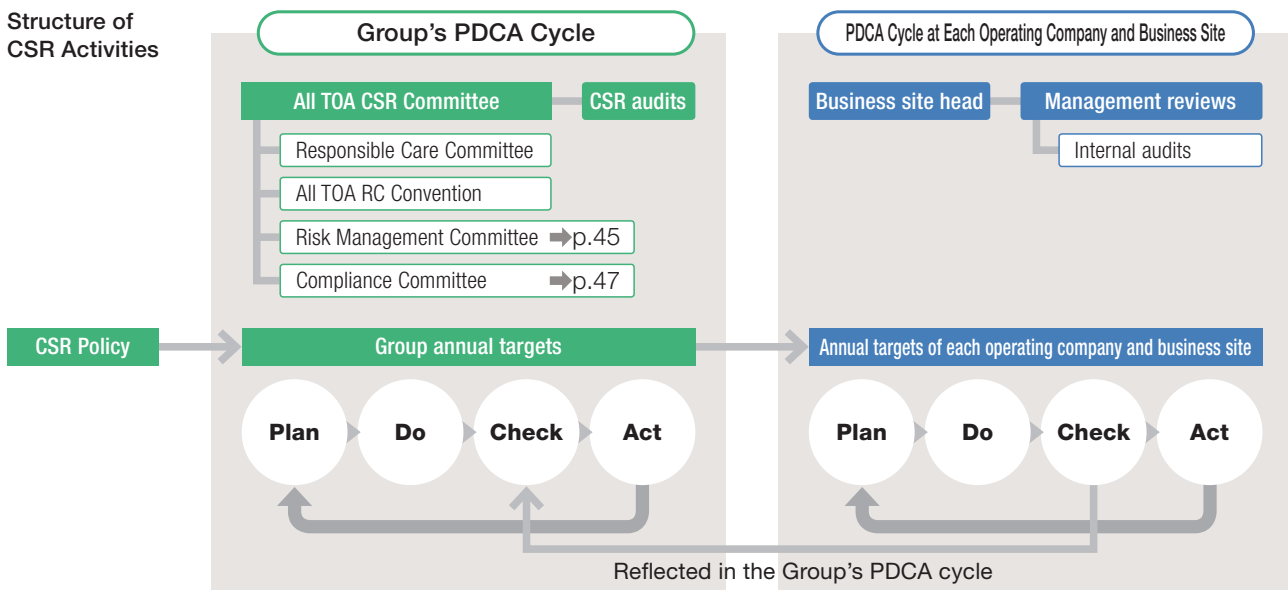 Structure of
CSR Activities
Group's PDCA Cycle
All TOA CSR Committee
CSR audits
Responsible Care Committee
All TOA RC Convention
Risk Management Committee ➡p.45
Compliance Committee ➡p.47
PDCA Cycle at Each Operating Company and Business Site
Business site head
Management reviews
Internal audits
CSR Policy
Group annual targets
Annual targets of each operating company and business site
Plan
Do
Check
Act
Plan
Do
Check
Act
Reflected in the Group's PDCA cycle